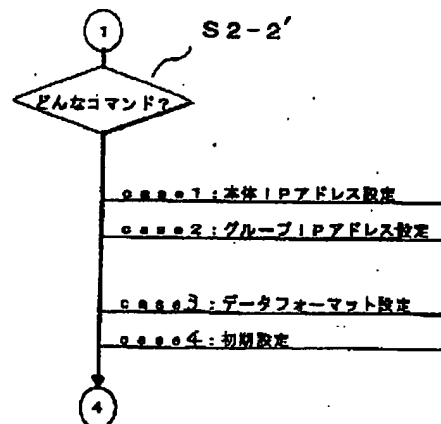 1
S2-2′
どんなコマンド?
case1:本体IPアドレス設定
case2:グループIPアドレス設定
case3:データフォーマット設定
case4:初期設定
4